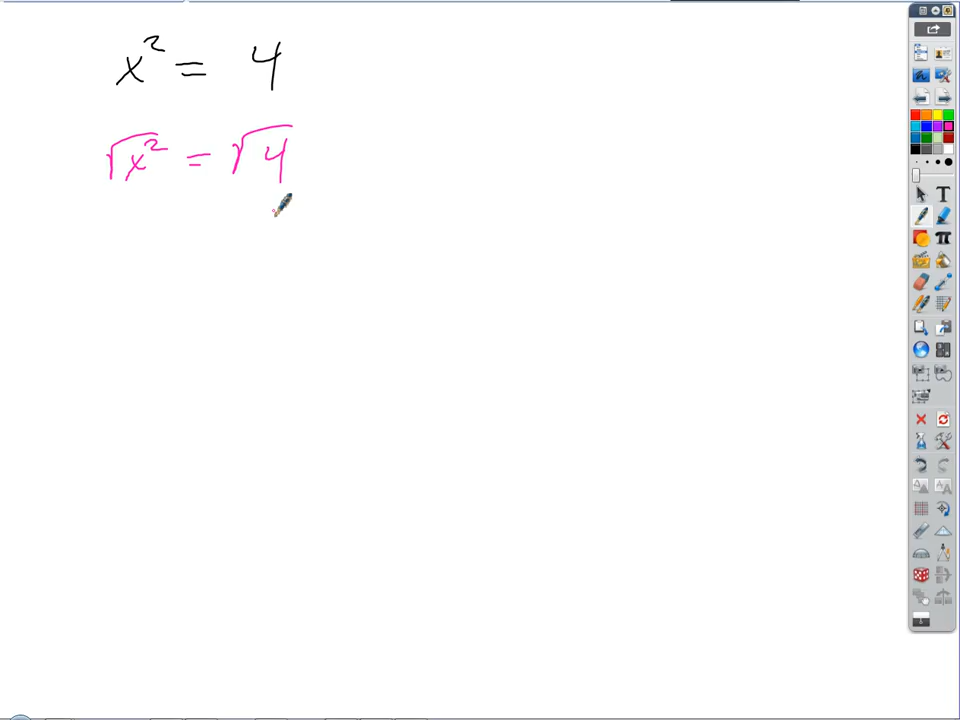 x² = 4
√x² = √4